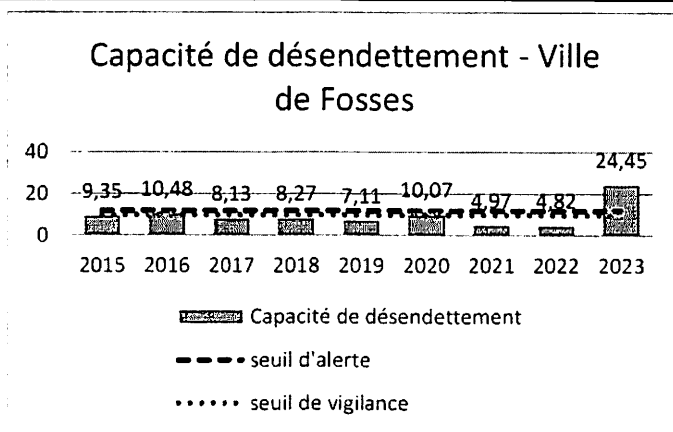 Capacité de désendettement - Ville
de Fosses
40
24,45
20
9,35 10,48 8,13 8,27 7,11 10,07 4,97 4,82
0
2015 2016 2017 2018 2019 2020 2021 2022 2023
Capacité de désendettement
seuil d'alerte
seuil de vigilance